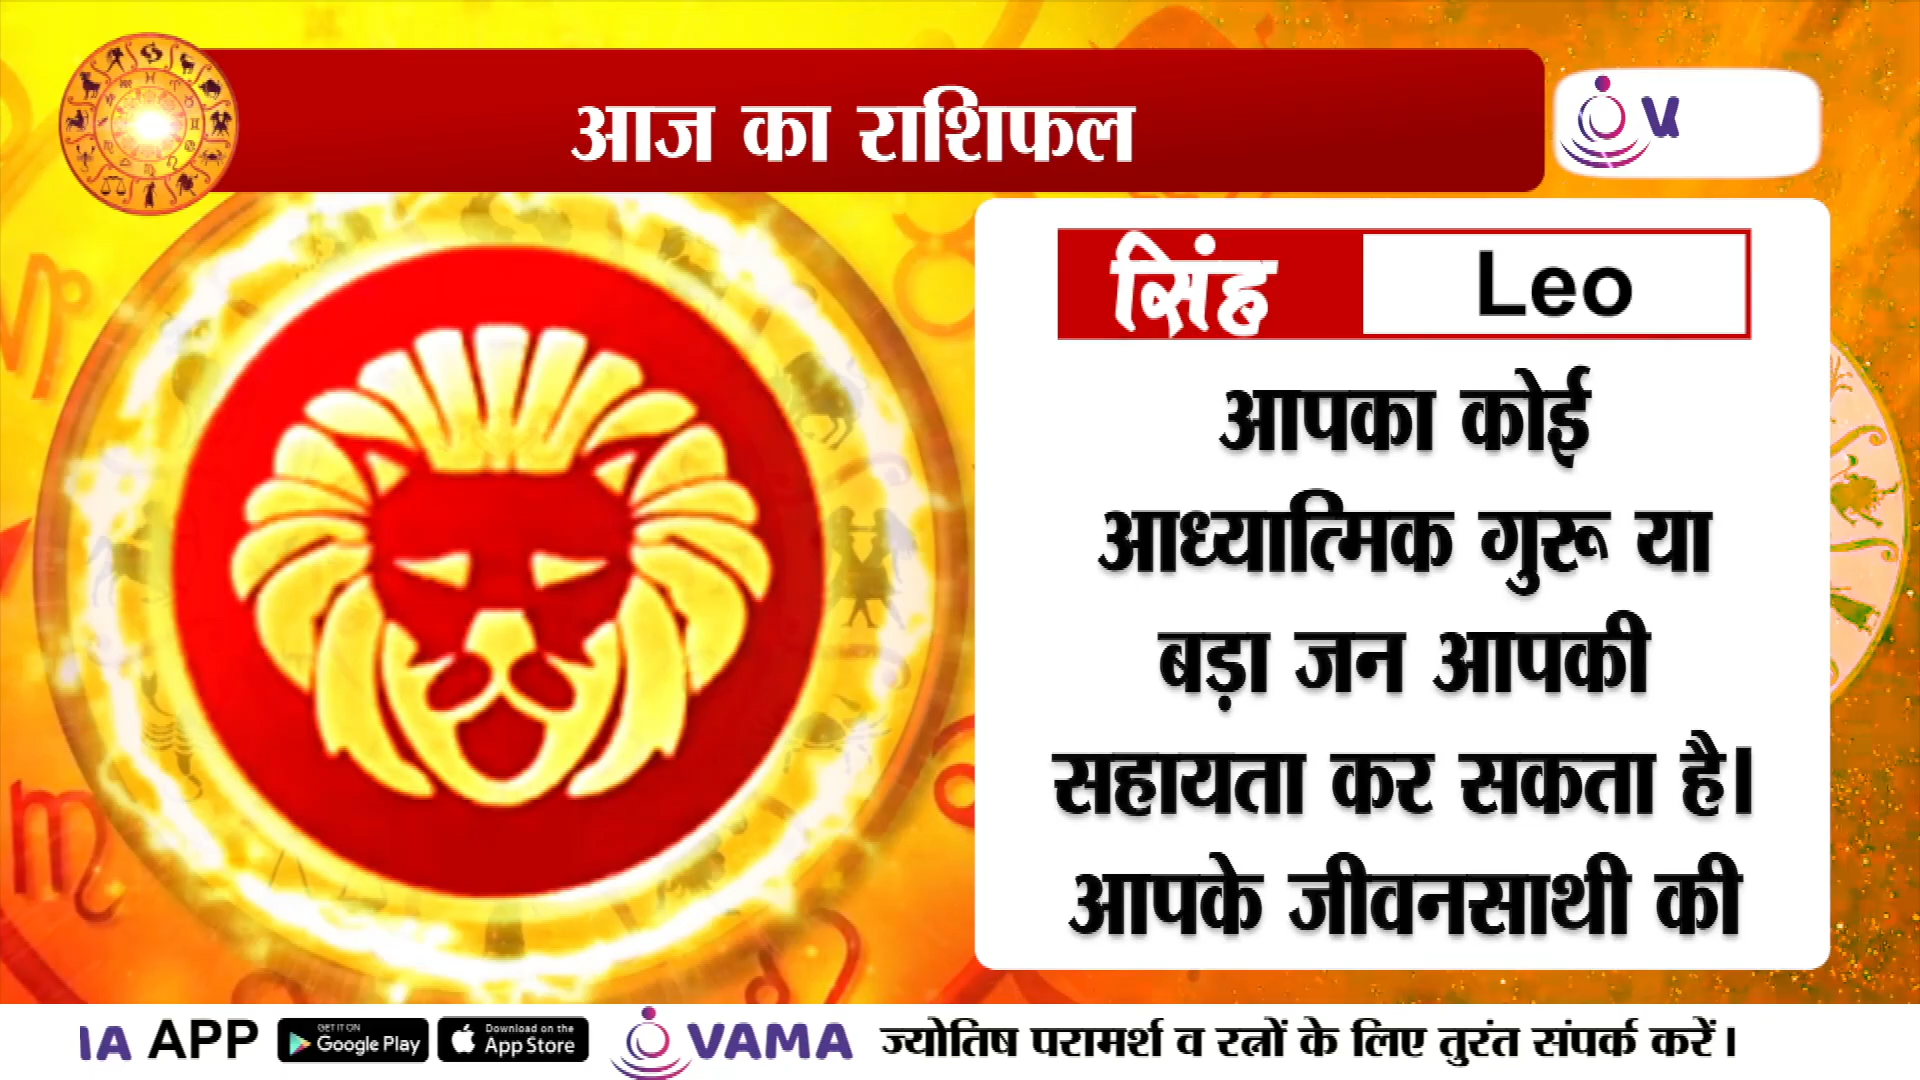 आज का राशिफल
V
सिंह
Leo
आपका कोई
आध्यात्मिक गुरू या
बड़ा जन आपकी
सहायता कर सकता है।
आपके जीवनसाथी की
IA APP
GET IT ON
Google Play
Download on the
App Store
VAMA
ज्योतिष परामर्श व रत्नों के लिए तुरंत संपर्क करें।